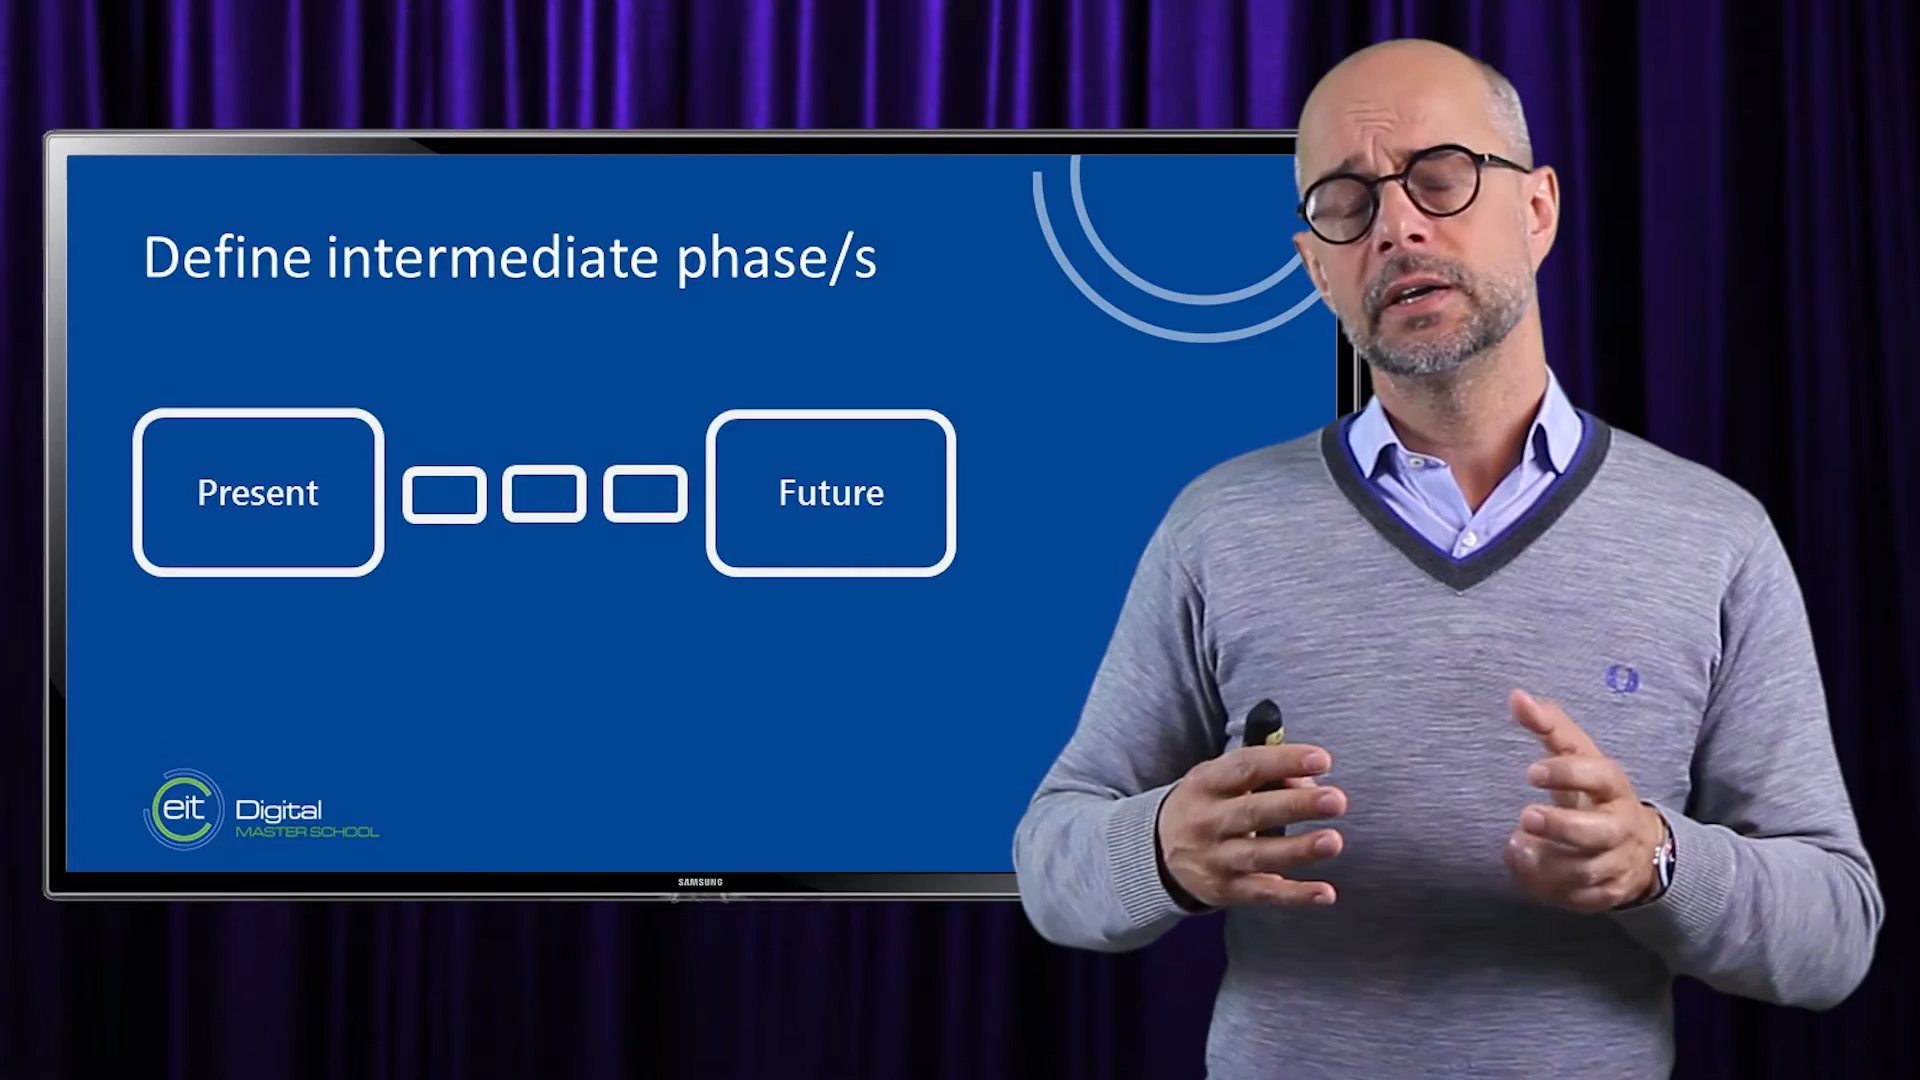 Define intermediate phase/s
Present
Future
eit Digital
MASTER SCHOOL
SAMSUNG